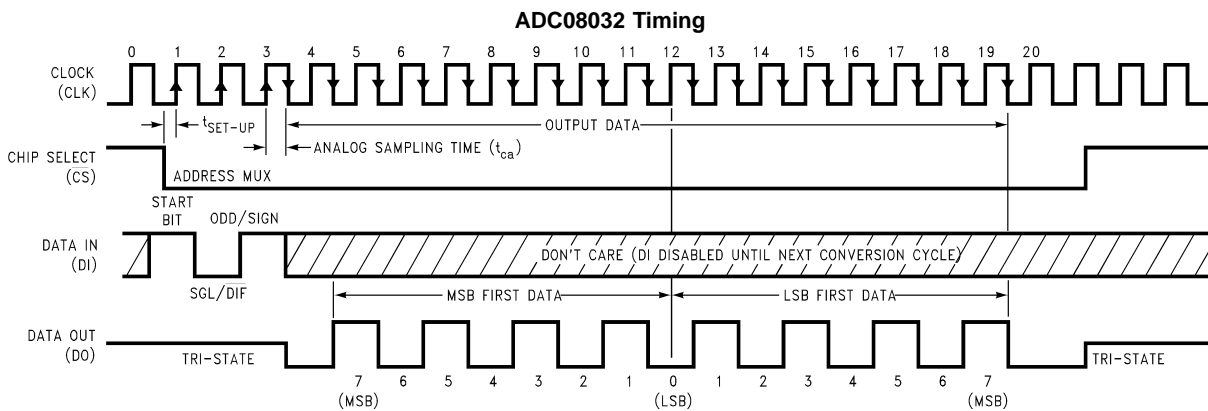 ADC08032 Timing
0 1 2 3 4 5 6 7 8 9 10 11 12 13 14 15 16 17 18 19 20
CLOCK
(CLK)
tSET-UP
OUTPUT DATA
ANALOG SAMPLING TIME (tca)
CHIP SELECT
(CS)
ADDRESS MUX
START
BIT
ODD/SIGN
DATA IN
(DI)
DON'T CARE (DI DISABLED UNTIL NEXT CONVERSION CYCLE)
SGL/DIF
MSB FIRST DATA
LSB FIRST DATA
DATA OUT
(DO)
TRI-STATE
TRI-STATE
7 6 5 4 3 2 1 0 1 2 3 4 5 6 7
(MSB) (LSB) (MSB)